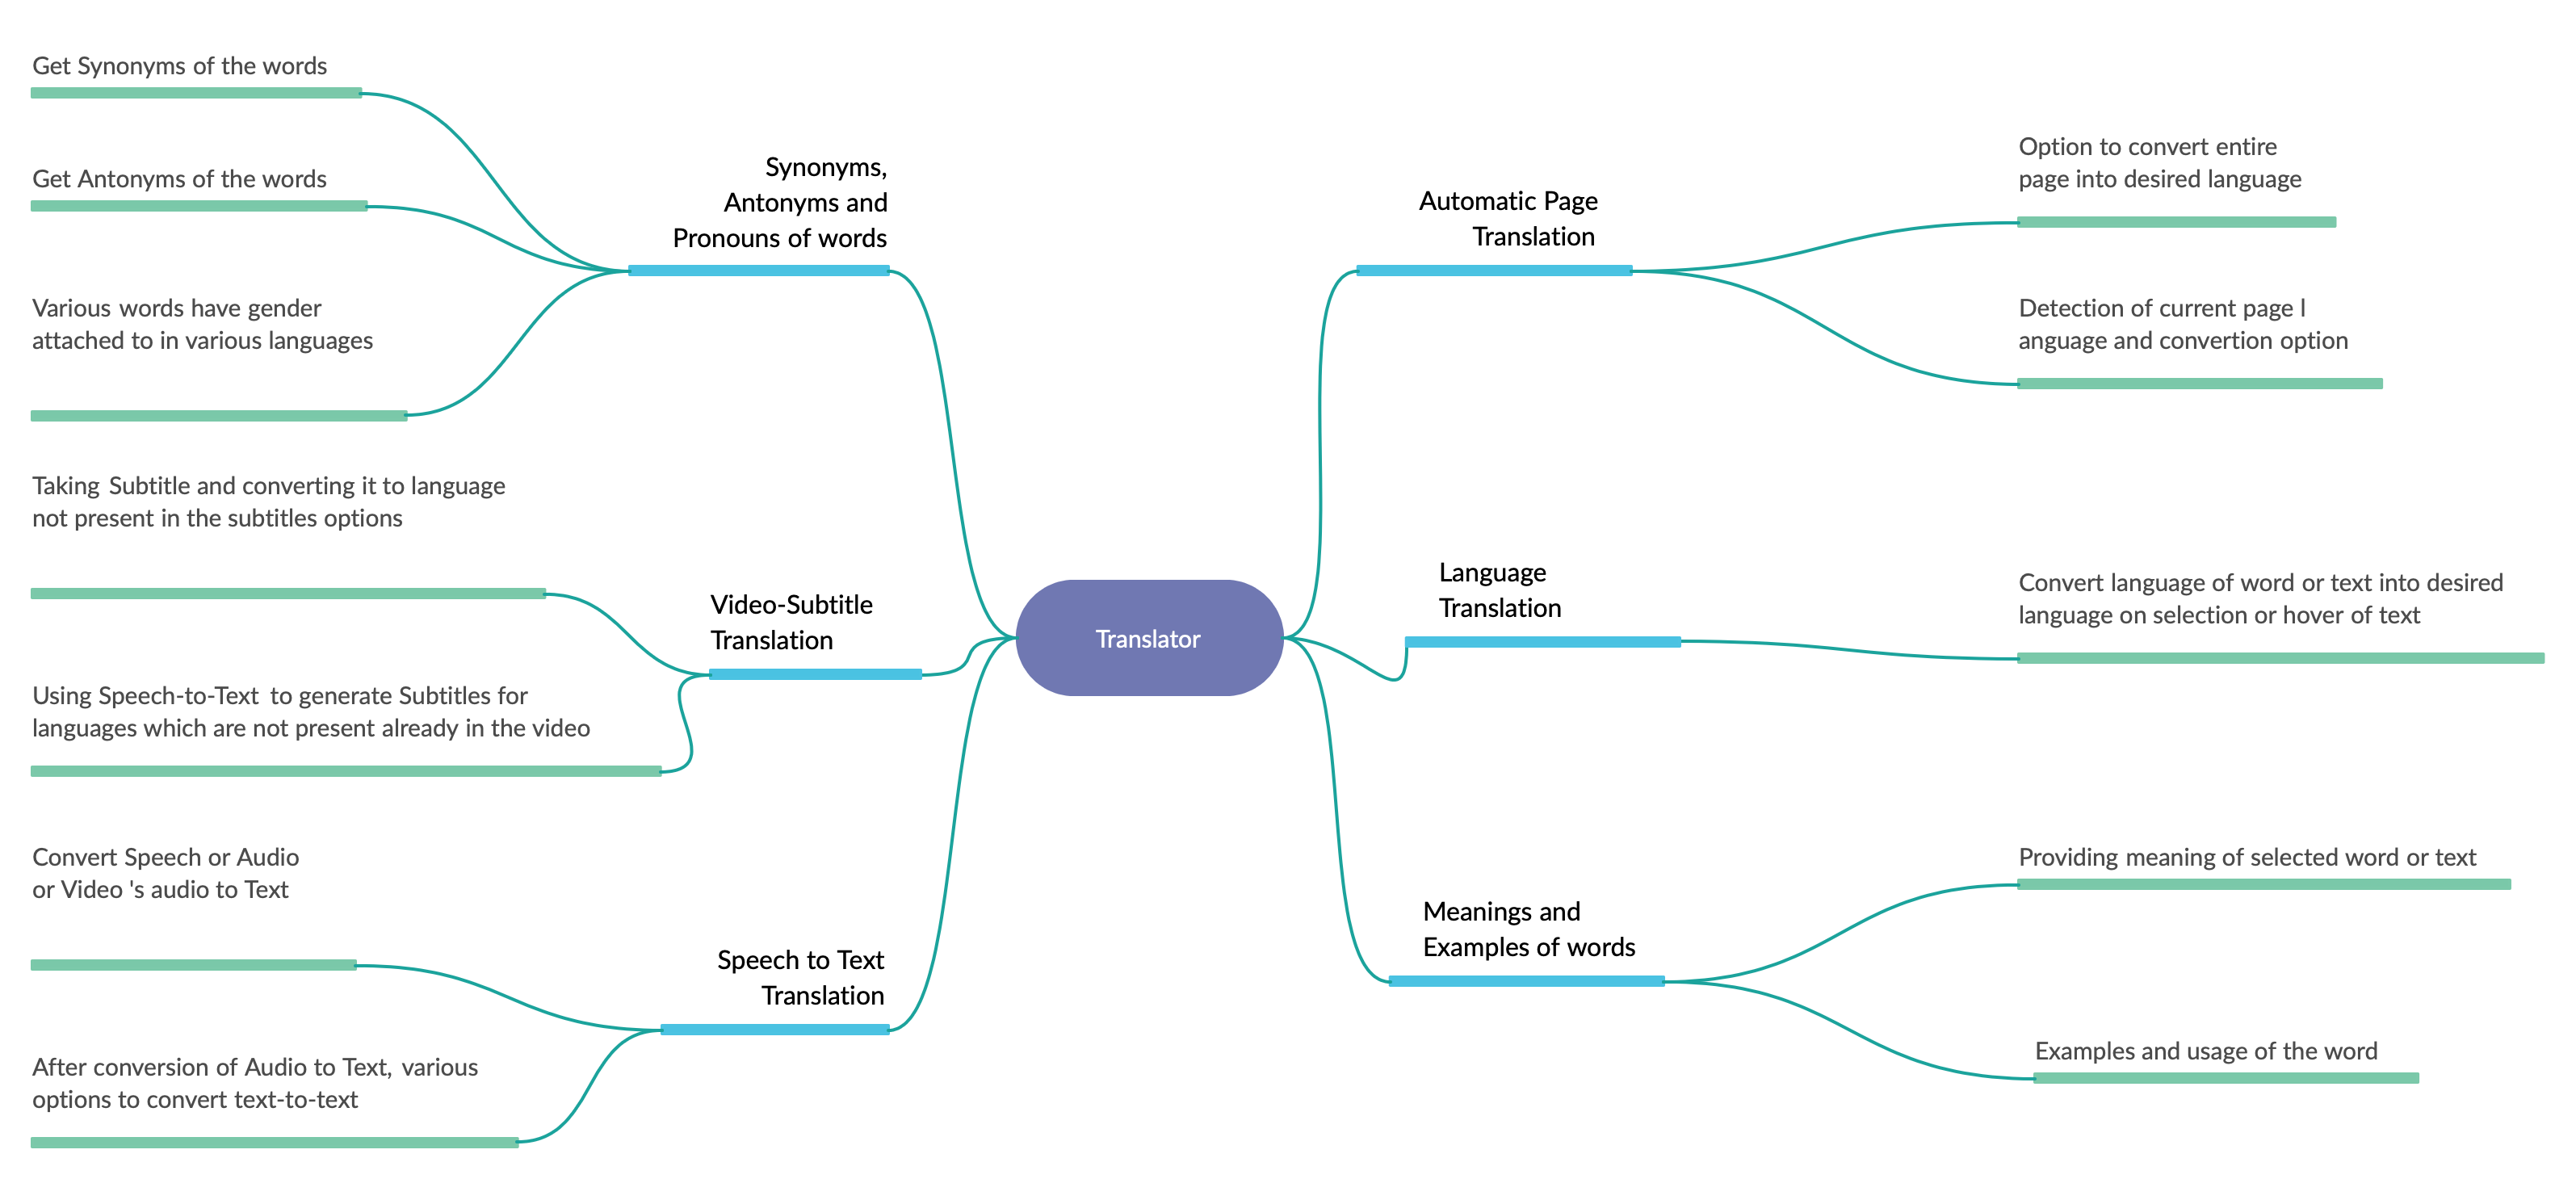 Get Synonyms of the words
Get Antonyms of the words
Various words have gender
attached to in various languages
Synonyms,
Antonyms and
Pronouns of words
Taking Subtitle and converting it to language
not present in the subtitles options
Using Speech-to-Text to generate Subtitles for
languages which are not present already in the video
Video-Subtitle
Translation
Convert Speech or Audio
or Video 's audio to Text
After conversion of Audio to Text, various
options to convert text-to-text
Speech to Text
Translation
Translator
Automatic Page
Translation
Option to convert entire
page into desired language
Detection of current page l
anguage and convertion option
Language
Translation
Convert language of word or text into desired
language on selection or hover of text
Meanings and
Examples of words
Providing meaning of selected word or text
Examples and usage of the word